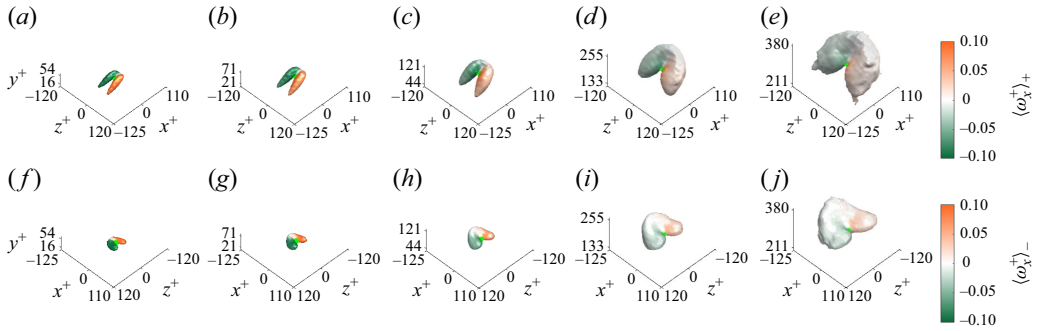 (a) (b) (c) (d) (e)
y⁺ 54 16 −120 0 120 −125 0 110 z⁺ x⁺
71 21 −120 0 120 −125 0 110 z⁺ x⁺
121 44 −120 0 120 −125 0 110 z⁺ x⁺
255 133 −120 0 120 −125 0 110 z⁺ x⁺
380 211 −120 0 120 −125 0 110 z⁺ x⁺
0.10 0.05 0 −0.05 −0.10 ⟨ωₓ⁺⟩₊
(f) (g) (h) (i) (j)
y⁺ 54 16 −125 0 110 120 0 −120 x⁺ z⁺
71 21 −125 0 110 120 0 −120 x⁺ z⁺
121 44 −125 0 110 120 0 −120 x⁺ z⁺
255 133 −125 0 110 120 0 −120 x⁺ z⁺
380 211 −125 0 110 120 0 −120 x⁺ z⁺
0.10 0.05 0 −0.05 −0.10 ⟨ωₓ⁺⟩₋